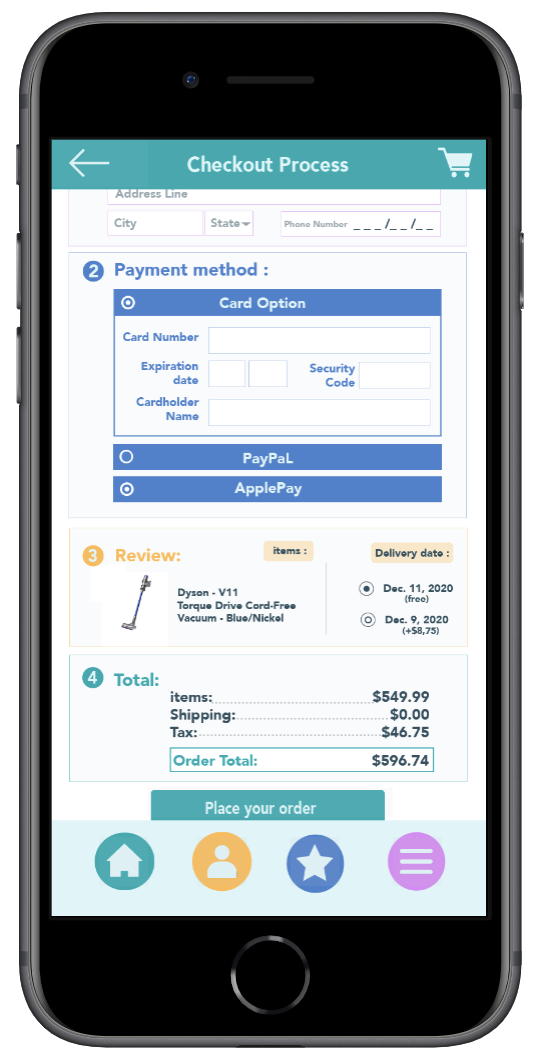 Checkout Process
Address Line
City State Phone Number _ _ _ /_ _ /_ _
2 Payment method :
Card Option
Card Number
Expiration date
Security Code
Cardholder Name
PayPaL
ApplePay
3 Review: items : Delivery date :
Dyson - V11
Torque Drive Cord-Free
Vacuum - Blue/Nickel
Dec. 11, 2020
(free)
Dec. 9, 2020
(+$8,75)
4 Total:
items: $549.99
Shipping: $0.00
Tax: $46.75
Order Total: $596.74
Place your order